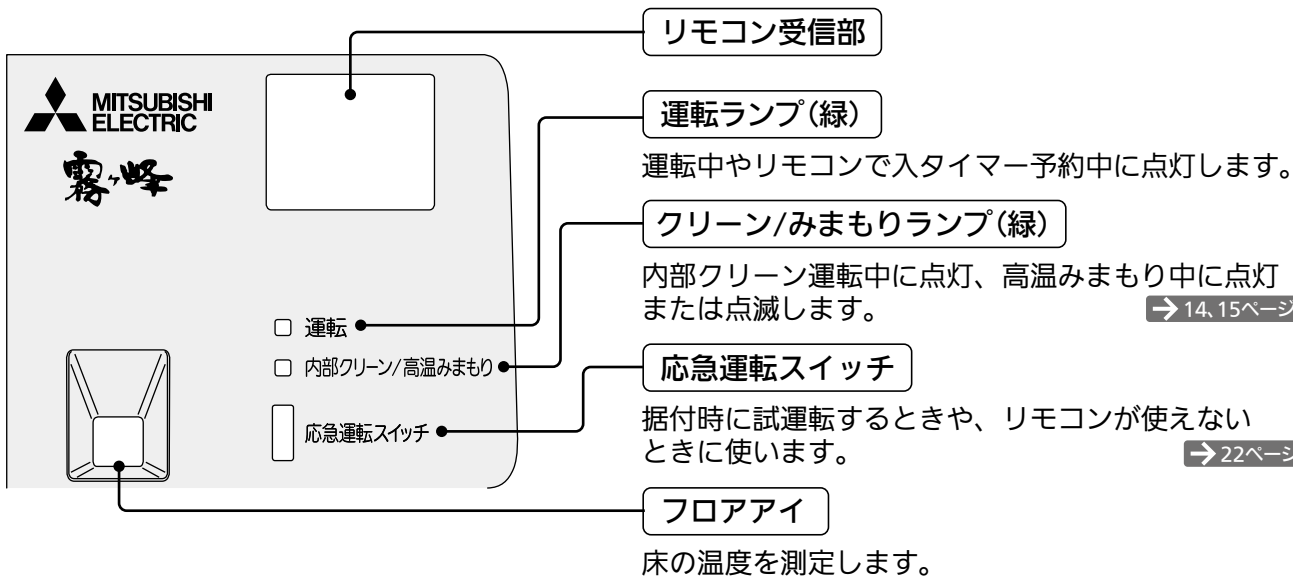 リモコン受信部
MITSUBISHI
ELECTRIC
霧ヶ峰
運転ランプ(緑)
運転中やリモコンで入タイマー予約中に点灯します。
クリーン/みまもりランプ(緑)
内部クリーン運転中に点灯、高温みまもり中に点灯
または点滅します。
→14、15ページ
運転
内部クリーン/高温みまもり
応急運転スイッチ
応急運転スイッチ
据付時に試運転するときや、リモコンが使えない
ときに使います。
→22ページ
フロアアイ
床の温度を測定します。